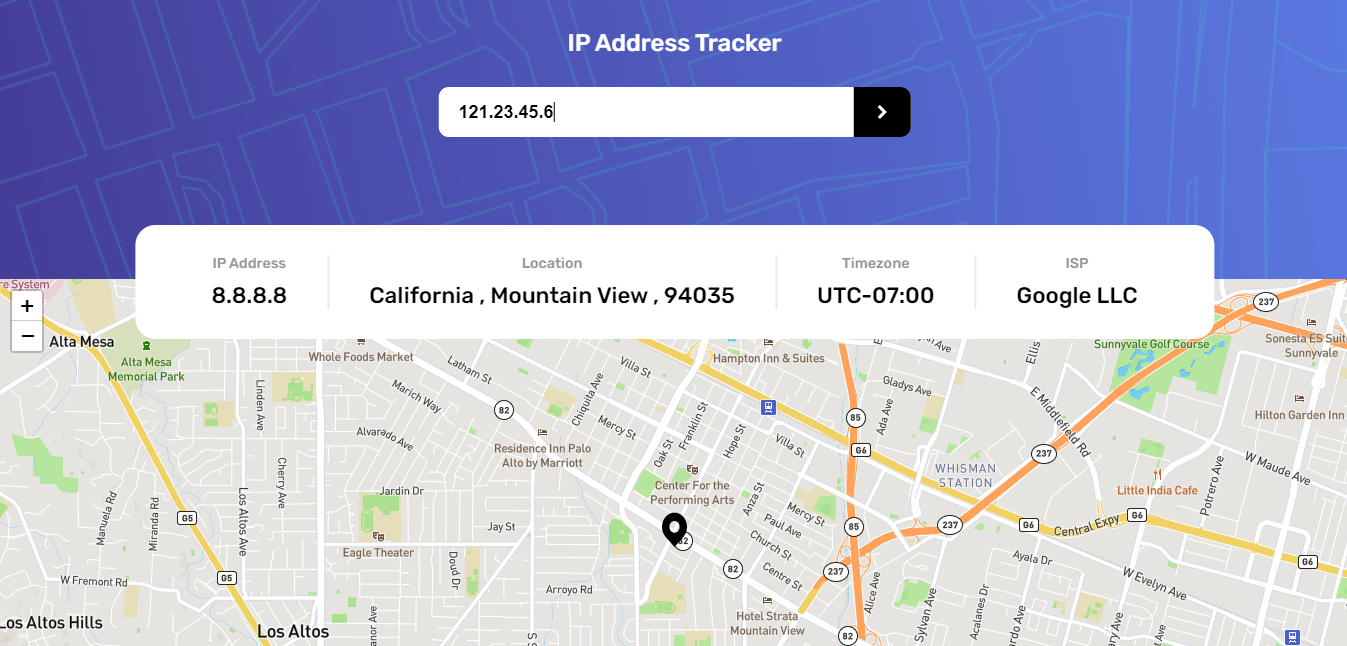 IP Address Tracker
121.23.45.6
IP Address
8.8.8.8
Location
California , Mountain View , 94035
Timezone
UTC-07:00
ISP
Google LLC
re System
+
−
Alta Mesa
Alta Mesa
Memorial Park
Whole Foods Market
Latham St
Marich Way
Villa St
Hampton Inn & Suites
Ellis
Sunnyvale Golf Course
237
Sonesta ES Suit
Sunnyvale
Linden Ave
82
Chiquita Ave
Mercy St
Franklin St
Hope St
Oak St
Villa St
85
Gladys Ave
Ada Ave
E Middlefield Rd
Hilton Garden Inn
Alvarado Ave
Residence Inn Palo
Alto by Marriott
G6
237
WHISMAN
STATION
W Maude Ave
Cherry Ave
Center For the
Performing Arts
Little India Cafe
Potrero Ave
Manuela Rd
Miranda Rd
G5
Los Altos Ave
Jardin Dr
Jay St
Anza St
Mercy St
Paul Ave
Church St
Centre St
85
237
G6
Central Expy
G6
Eagle Theater
82
82
237
Ayala Dr
G6
W Fremont Rd
G5
Doud Dr
Arroyo Rd
Alice Ave
W Evelyn Ave
Los Altos Hills
Los Altos
anor Ave
S
Hotel Strata
Mountain View
82
Sylvan Ave
Acalanes Dr
ardo Ave